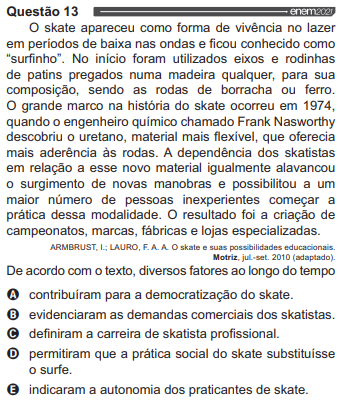 Questão 13 enem2021
O skate apareceu como forma de vivência no lazer
em períodos de baixa nas ondas e ficou conhecido como
“surfinho”. No início foram utilizados eixos e rodinhas
de patins pregados numa madeira qualquer, para sua
composição, sendo as rodas de borracha ou ferro.
O grande marco na história do skate ocorreu em 1974,
quando o engenheiro químico chamado Frank Nasworthy
descobriu o uretano, material mais flexível, que oferecia
mais aderência às rodas. A dependência dos skatistas
em relação a esse novo material igualmente alavancou
o surgimento de novas manobras e possibilitou a um
maior número de pessoas inexperientes começar a
prática dessa modalidade. O resultado foi a criação de
campeonatos, marcas, fábricas e lojas especializadas.
ARMBRUST, I.; LAURO, F. A. A. O skate e suas possibilidades educacionais.
Motriz, jul.-set. 2010 (adaptado).
De acordo com o texto, diversos fatores ao longo do tempo
A contribuíram para a democratização do skate.
B evidenciaram as demandas comerciais dos skatistas.
C definiram a carreira de skatista profissional.
D permitiram que a prática social do skate substituísse
o surfe.
E indicaram a autonomia dos praticantes de skate.